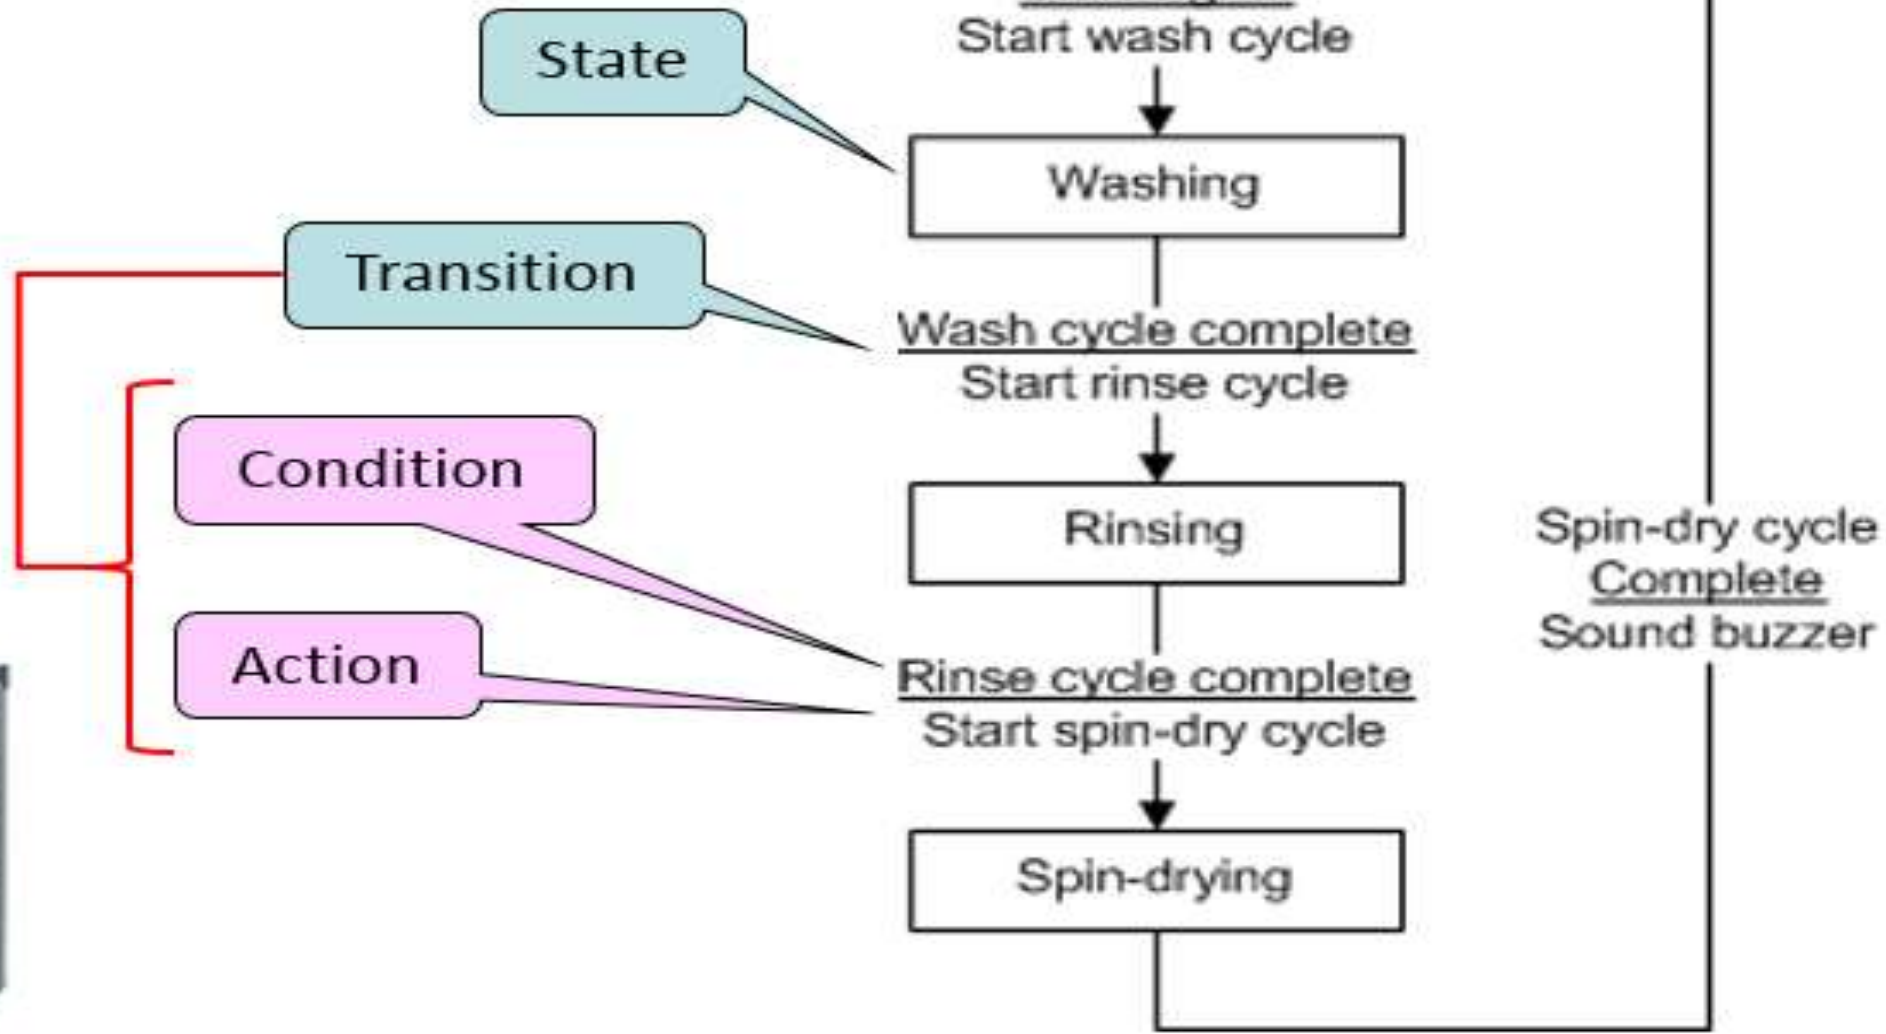 Start wash cycle
State
Washing
Transition
Wash cycle complete
Start rinse cycle
Condition
Rinsing
Action
Rinse cycle complete
Start spin-dry cycle
Spin-drying
Spin-dry cycle
Complete
Sound buzzer